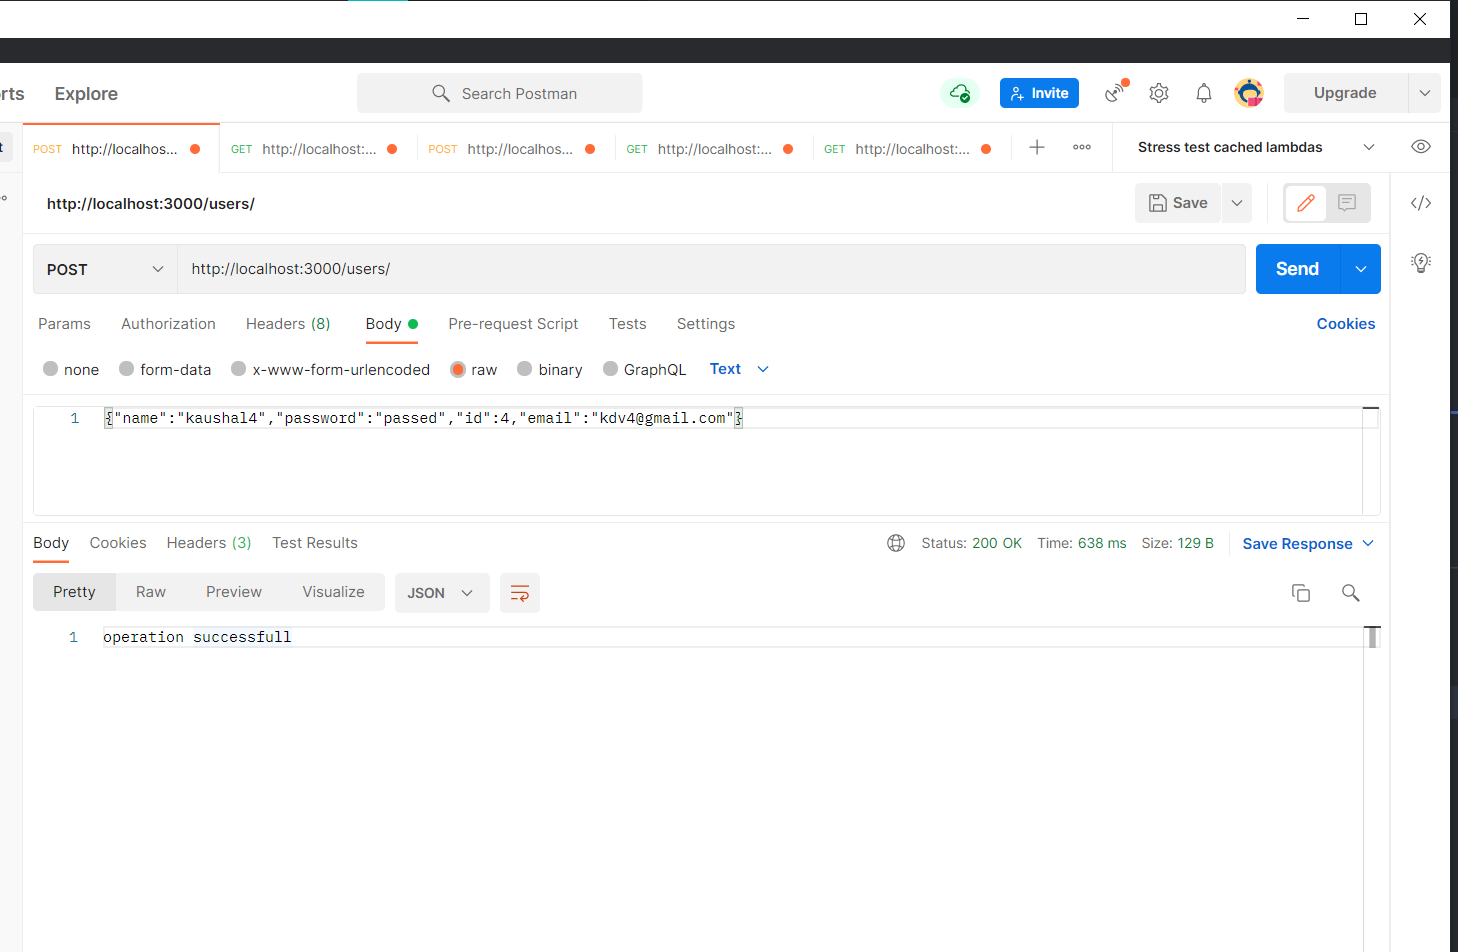 rts Explore Search Postman Invite Upgrade
t POST http://localhos... GET http://localhost:... POST http://localhos... GET http://localhost:... GET http://localhost:... Stress test cached lambdas
http://localhost:3000/users/ Save
POST http://localhost:3000/users/ Send
Params Authorization Headers (8) Body Pre-request Script Tests Settings Cookies
none form-data x-www-form-urlencoded raw binary GraphQL Text
1 {"name":"kaushal4","password":"passed","id":4,"email":"kdv4@gmail.com"}
Body Cookies Headers (3) Test Results Status: 200 OK Time: 638 ms Size: 129 B Save Response
Pretty Raw Preview Visualize JSON
1 operation successfull